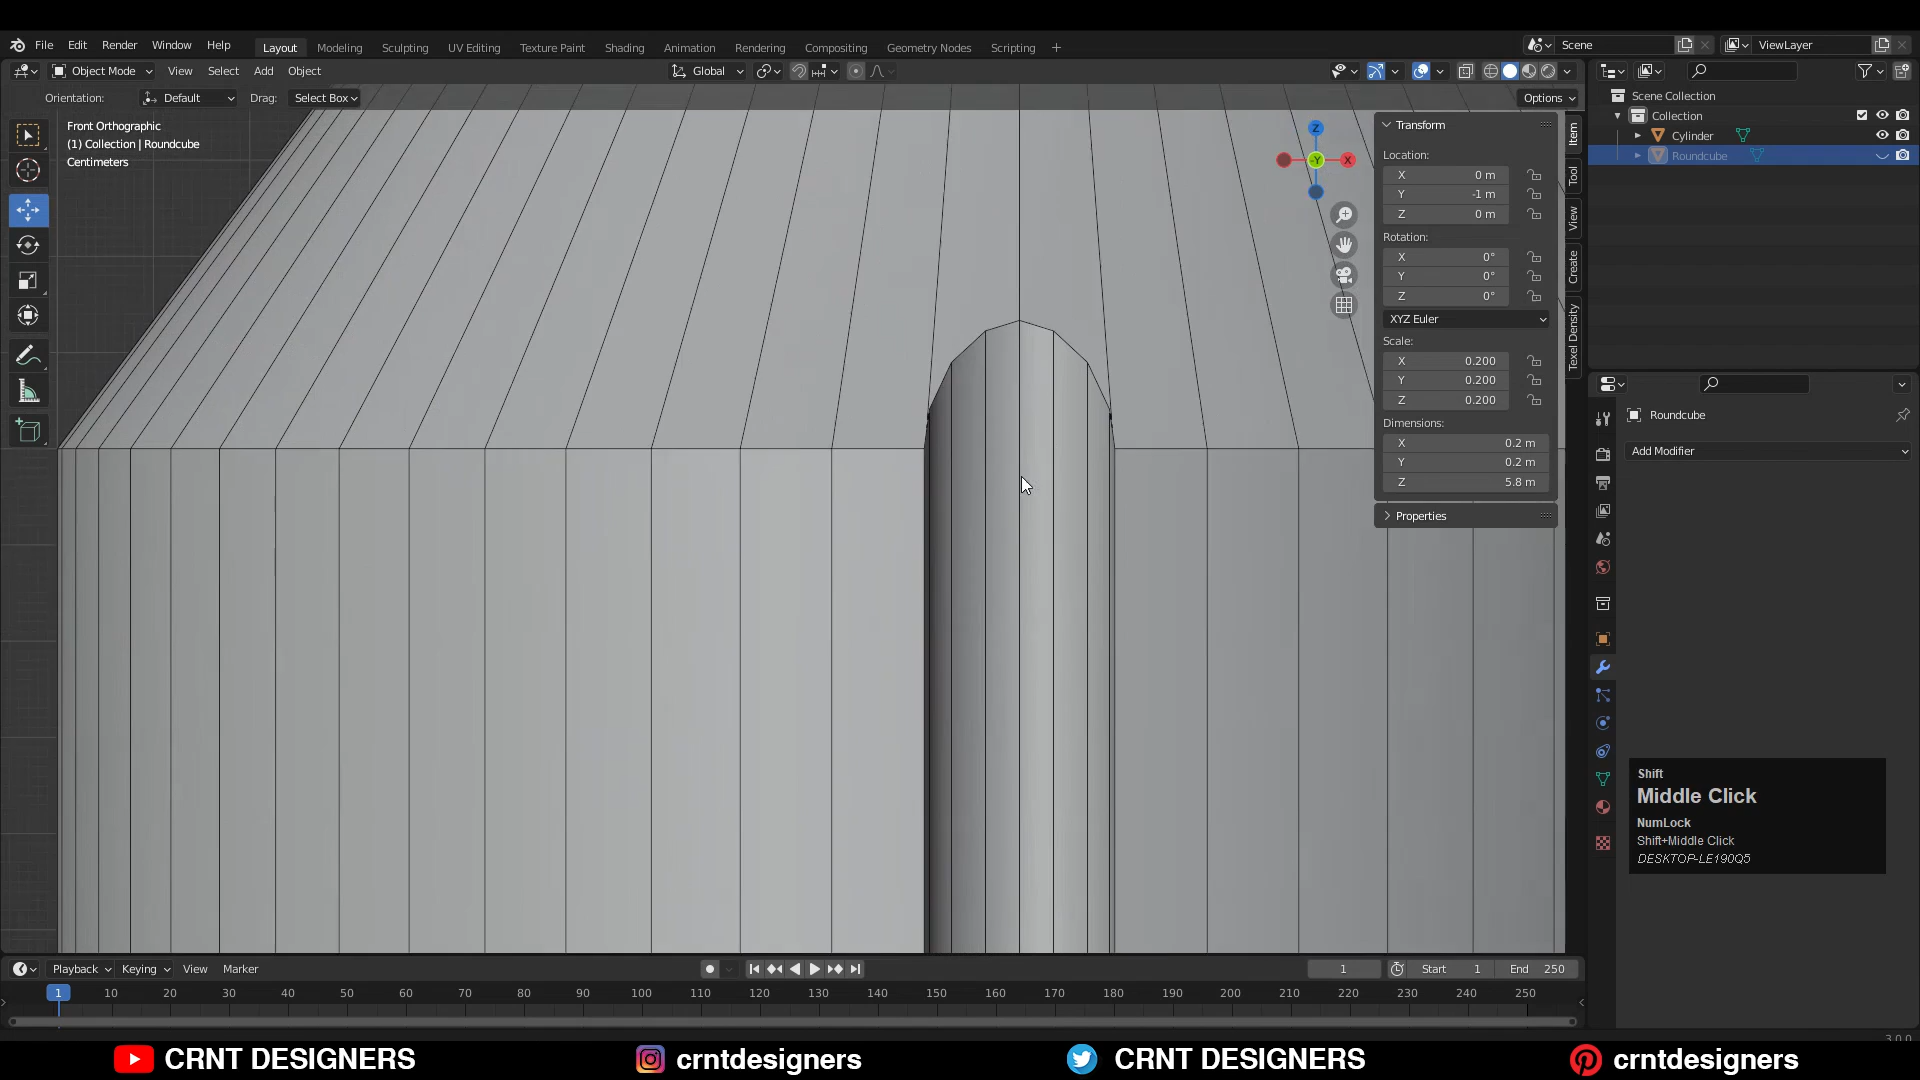 File Edit Render Window Help Layout Modeling Sculpting UV Editing Texture Paint Shading Animation Rendering Compositing Geometry Nodes Scripting + Scene ViewLayer
Object Mode View Select Add Object Global
Orientation: Default Drag: Select Box Options
Front Orthographic
(1) Collection | Roundcube
Centimeters
Z
-Y
X
Transform
Location:
X 0 m
Y -1 m
Z 0 m
Rotation:
X 0°
Y 0°
Z 0°
XYZ Euler
Scale:
X 0.200
Y 0.200
Z 0.200
Dimensions:
X 0.2 m
Y 0.2 m
Z 5.8 m
Properties
Item
Tool
View
Create
Texel Density
Scene Collection
Collection
Cylinder
Roundcube
Roundcube
Add Modifier
Shift
Middle Click
NumLock
Shift+Middle Click
DESKTOP-LE190Q5
Playback Keying View Marker 1 Start 1 End 250
1 10 20 30 40 50 60 70 80 90 100 110 120 130 140 150 160 170 180 190 200 210 220 230 240 250
CRNT DESIGNERS crntdesigners CRNT DESIGNERS crntdesigners